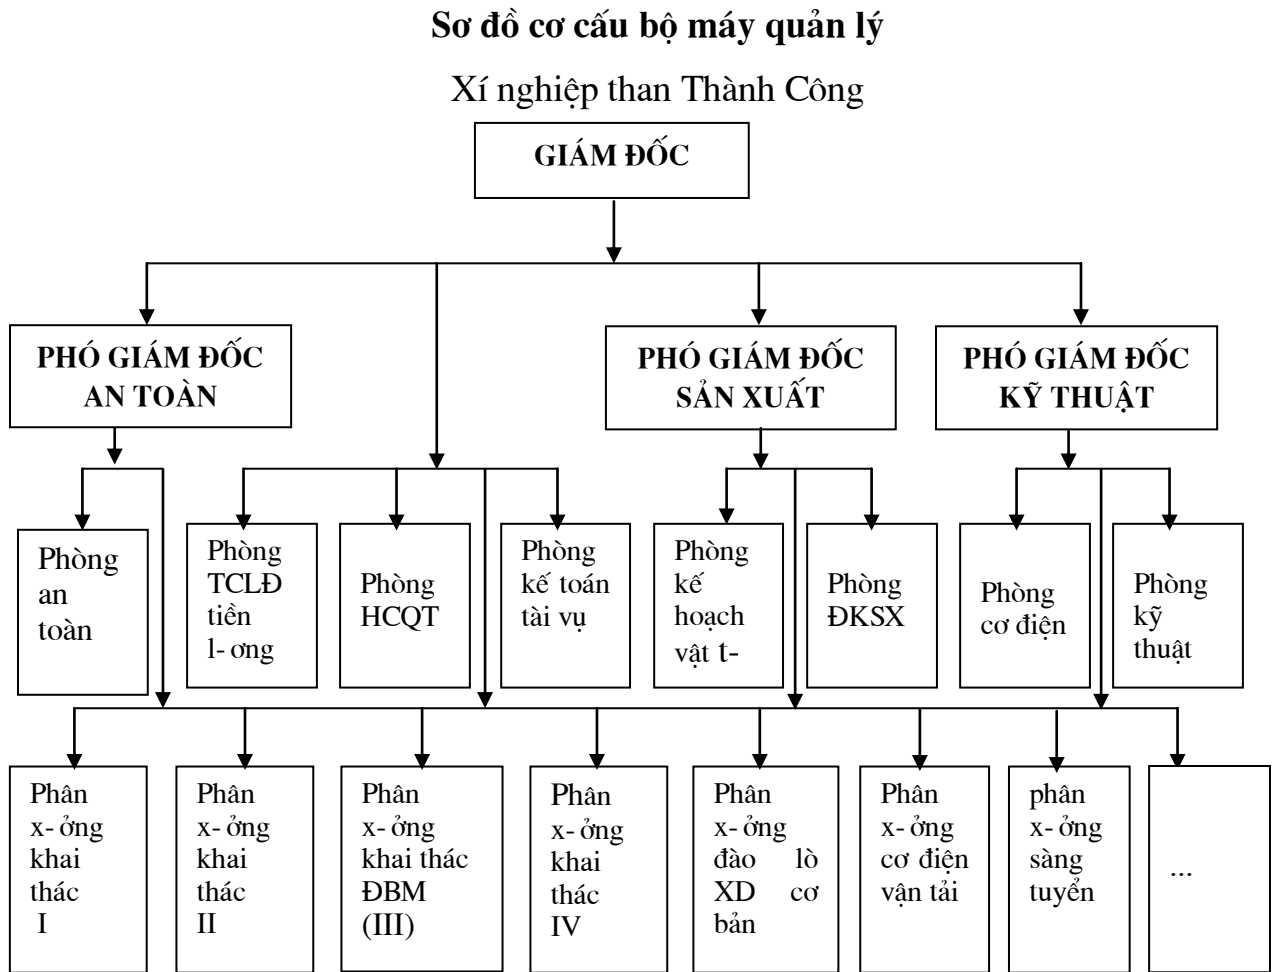 Sơ đồ cơ cấu bộ máy quản lý
Xí nghiệp than Thành Công
GIÁM ĐỐC
PHÓ GIÁM ĐỐC
AN TOÀN
PHÓ GIÁM ĐỐC
SẢN XUẤT
PHÓ GIÁM ĐỐC
KỸ THUẬT
Phòng
an
toàn
Phòng
TCLĐ
tiền
l- ơng
Phòng
HCQT
Phòng
kế toán
tài vụ
Phòng
kế
hoạch
vật t-
Phòng
ĐKSX
Phòng
cơ điện
Phòng
kỹ
thuật
Phân
x- ởng
khai
thác
I
Phân
x- ởng
khai
thác
II
Phân
x- ởng
khai thác
ĐBM
(III)
Phân
x- ởng
khai
thác
IV
Phân
x- ởng
đào lò
XD cơ
bản
Phân
x- ởng
cơ điện
vận tải
phân
x- ởng
sàng
tuyển
...